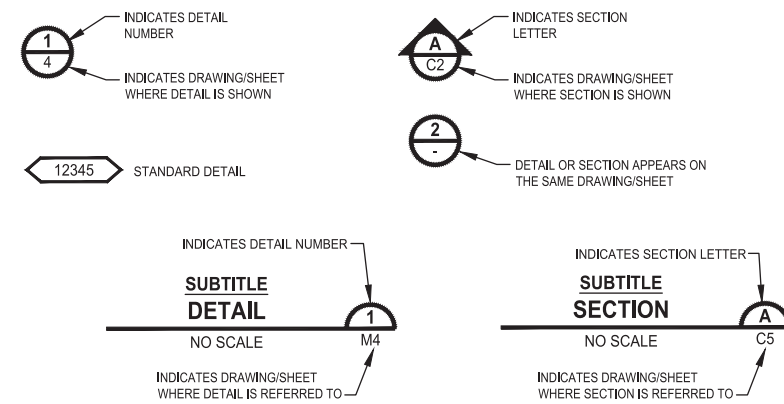 INDICATES DETAIL
NUMBER
1
4
INDICATES DRAWING/SHEET
WHERE DETAIL IS SHOWN
INDICATES SECTION
LETTER
A
C2
INDICATES DRAWING/SHEET
WHERE SECTION IS SHOWN
12345
STANDARD DETAIL
2
-
DETAIL OR SECTION APPEARS ON
THE SAME DRAWING/SHEET
INDICATES DETAIL NUMBER
SUBTITLE
DETAIL
1
NO SCALE
M4
INDICATES DRAWING/SHEET
WHERE DETAIL IS REFERRED TO
INDICATES SECTION LETTER
SUBTITLE
SECTION
A
NO SCALE
C5
INDICATES DRAWING/SHEET
WHERE SECTION IS REFERRED TO